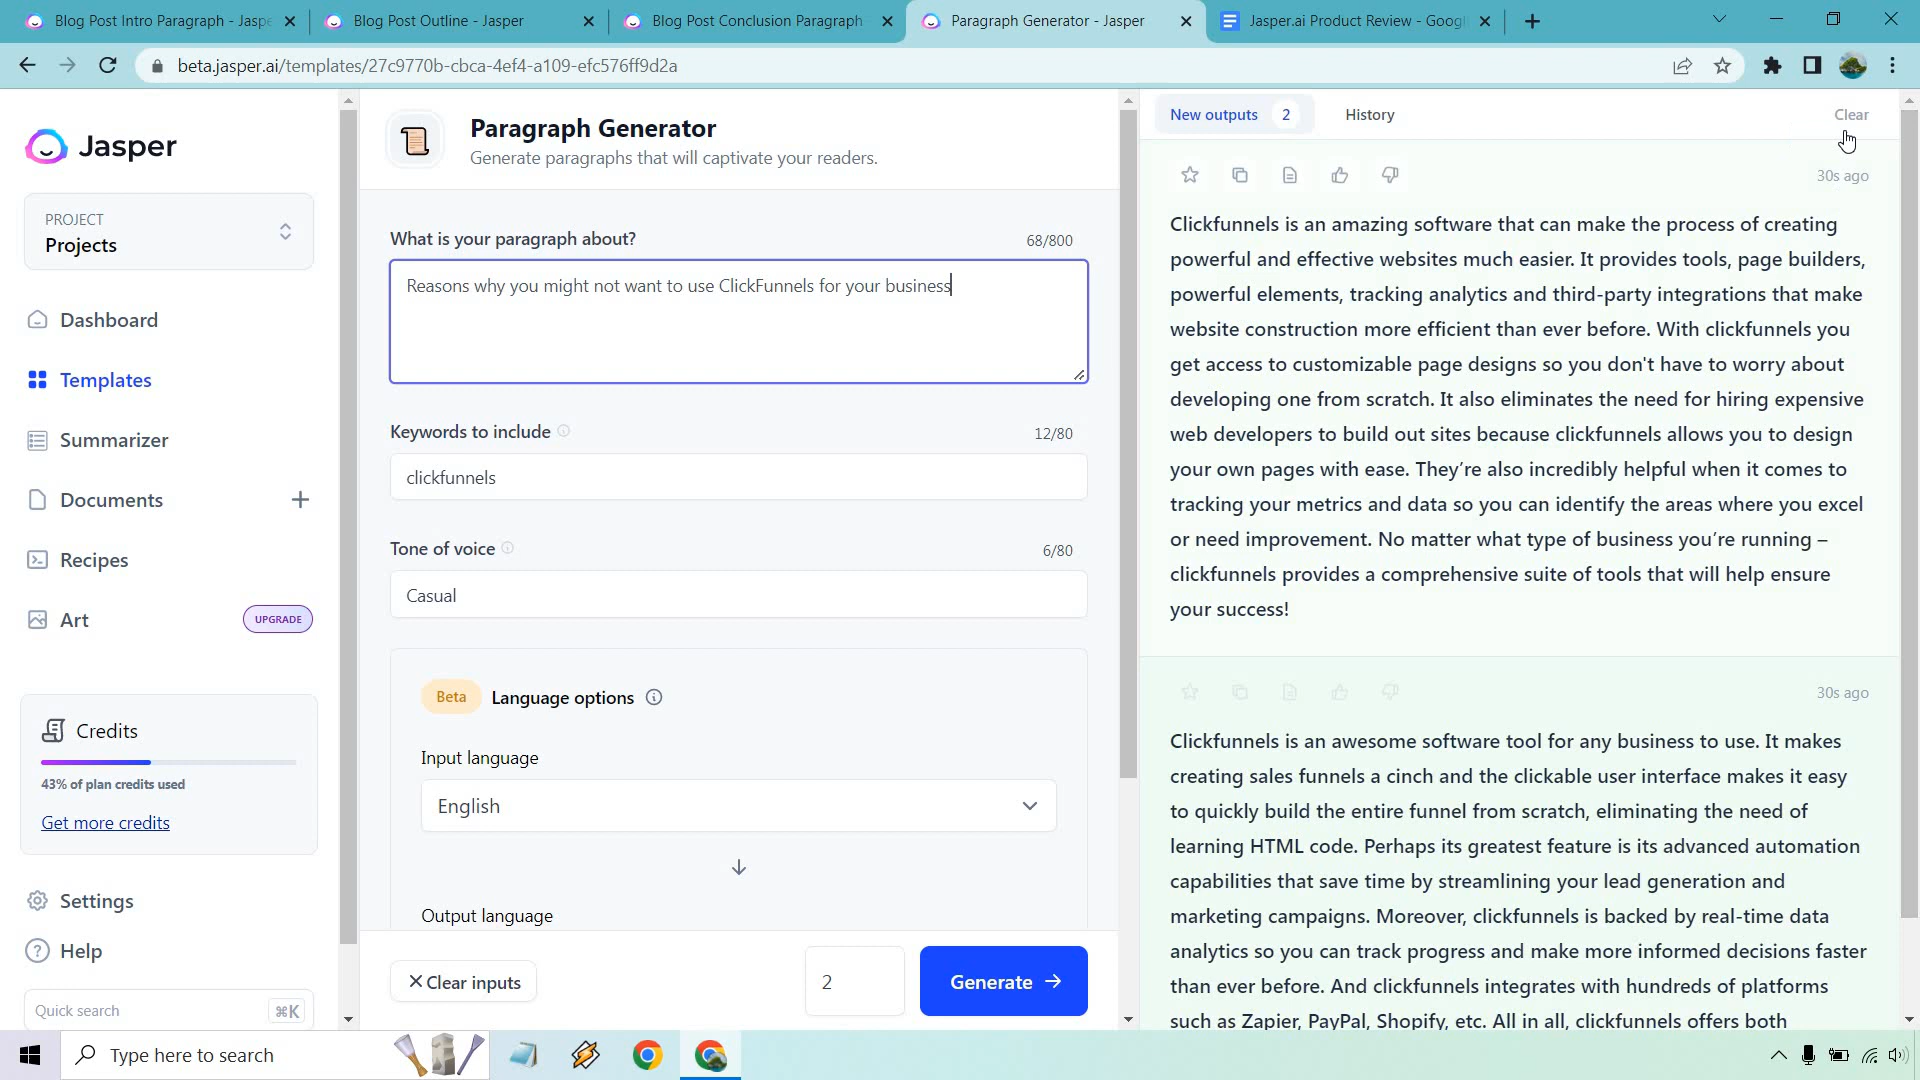 Blog Post Intro Paragraph - Jaspe
Blog Post Outline - Jasper
Blog Post Conclusion Paragraph
Paragraph Generator - Jasper
Jasper.ai Product Review - Googl
beta.jasper.ai/templates/27c9770b-cbca-4ef4-a109-efc576ff9d2a
Jasper
PROJECT
Projects
Dashboard
Templates
Summarizer
Documents
Recipes
Art
UPGRADE
Credits
43% of plan credits used
Get more credits
Settings
Help
Quick search
⌘K
Paragraph Generator
Generate paragraphs that will captivate your readers.
What is your paragraph about?
68/800
Reasons why you might not want to use ClickFunnels for your business
Keywords to include
12/80
clickfunnels
Tone of voice
6/80
Casual
Beta
Language options
Input language
English
Output language
Clear inputs
2
Generate
New outputs 2
History
Clear
30s ago
Clickfunnels is an amazing software that can make the process of creating
powerful and effective websites much easier. It provides tools, page builders,
powerful elements, tracking analytics and third-party integrations that make
website construction more efficient than ever before. With clickfunnels you
get access to customizable page designs so you don't have to worry about
developing one from scratch. It also eliminates the need for hiring expensive
web developers to build out sites because clickfunnels allows you to design
your own pages with ease. They’re also incredibly helpful when it comes to
tracking your metrics and data so you can identify the areas where you excel
or need improvement. No matter what type of business you’re running –
clickfunnels provides a comprehensive suite of tools that will help ensure
your success!
30s ago
Clickfunnels is an awesome software tool for any business to use. It makes
creating sales funnels a cinch and the clickable user interface makes it easy
to quickly build the entire funnel from scratch, eliminating the need of
learning HTML code. Perhaps its greatest feature is its advanced automation
capabilities that save time by streamlining your lead generation and
marketing campaigns. Moreover, clickfunnels is backed by real-time data
analytics so you can track progress and make more informed decisions faster
than ever before. And clickfunnels integrates with hundreds of platforms
such as Zapier, PayPal, Shopify, etc. All in all, clickfunnels offers both
Type here to search